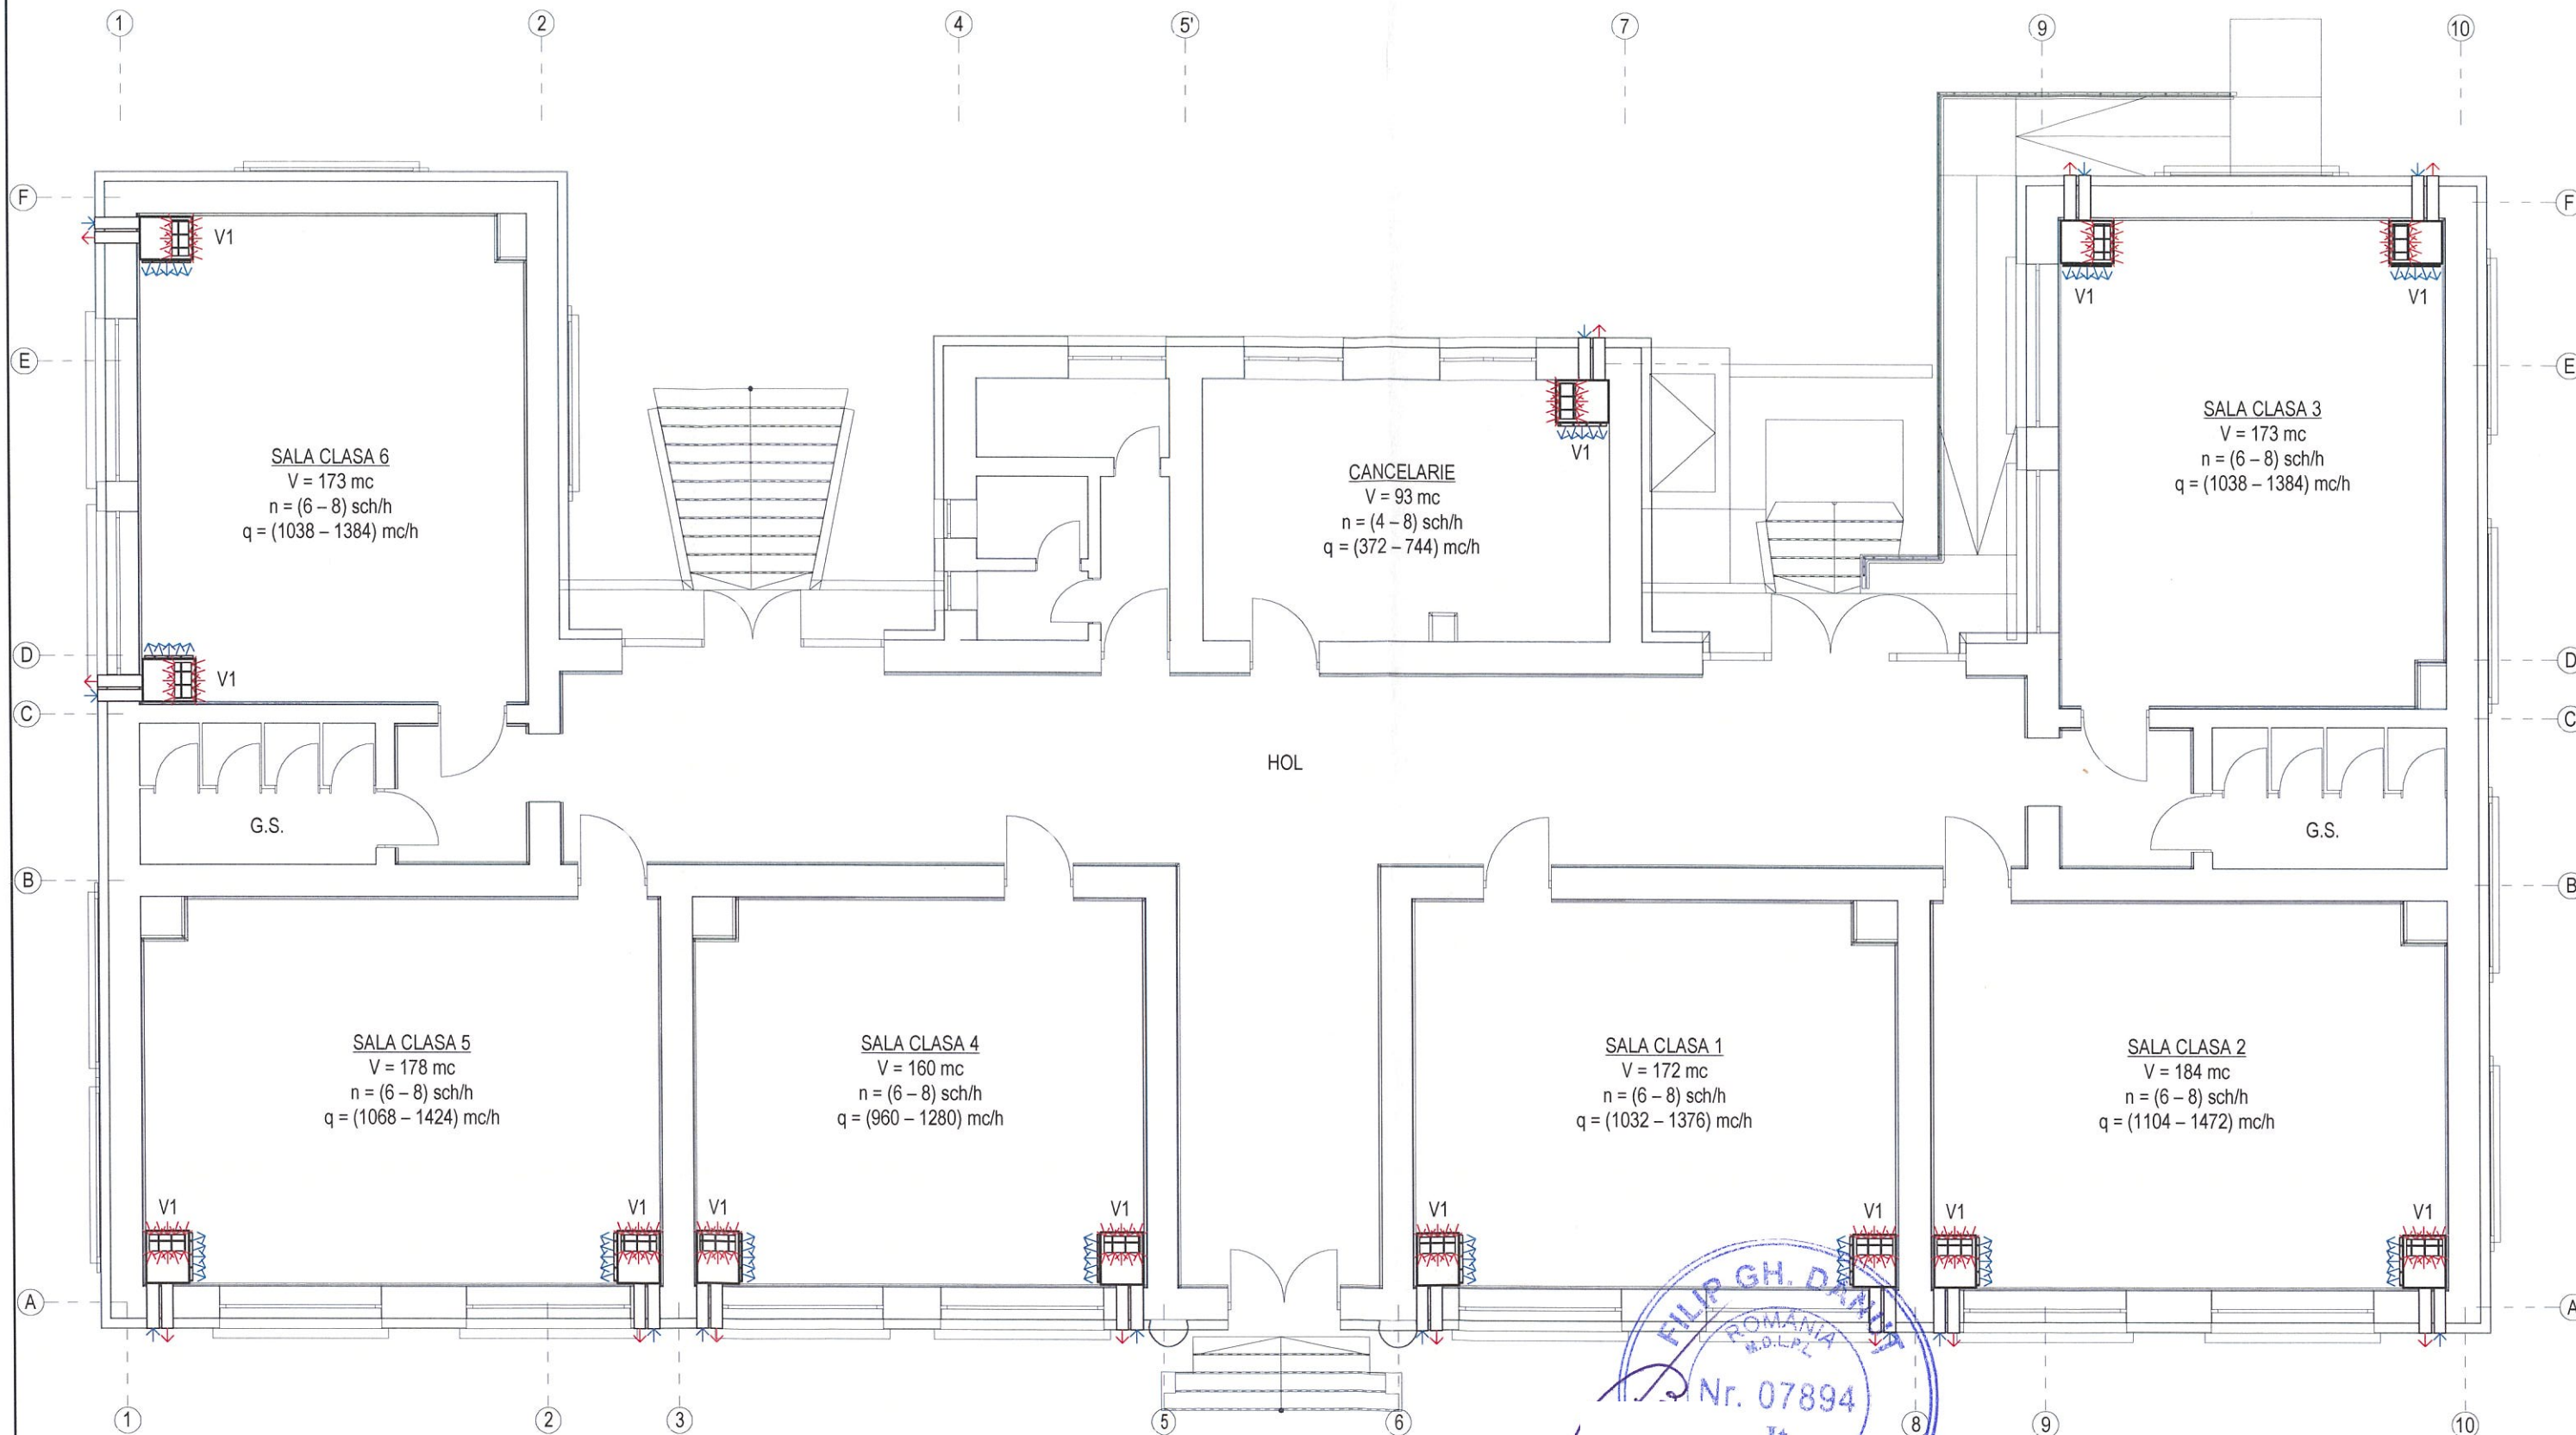 1 2 4 5' 7 9 10
F F
V1
V1 V1
E E
SALA CLASA 6
V = 173 mc
n = (6 – 8) sch/h
q = (1038 – 1384) mc/h
V1
CANCELARIE
V = 93 mc
n = (4 – 8) sch/h
q = (372 – 744) mc/h
SALA CLASA 3
V = 173 mc
n = (6 – 8) sch/h
q = (1038 – 1384) mc/h
D D
V1
C C
HOL
G.S.
G.S.
B B
SALA CLASA 5
V = 178 mc
n = (6 – 8) sch/h
q = (1068 – 1424) mc/h
SALA CLASA 4
V = 160 mc
n = (6 – 8) sch/h
q = (960 – 1280) mc/h
SALA CLASA 1
V = 172 mc
n = (6 – 8) sch/h
q = (1032 – 1376) mc/h
SALA CLASA 2
V = 184 mc
n = (6 – 8) sch/h
q = (1104 – 1472) mc/h
V1 V1 V1 V1 V1 V1 V1 V1
A A
FILIP GH. DANUT
ROMANIA
M.D.L.P.L.
Nr. 07894
1 2 3 5 6 8 9 10